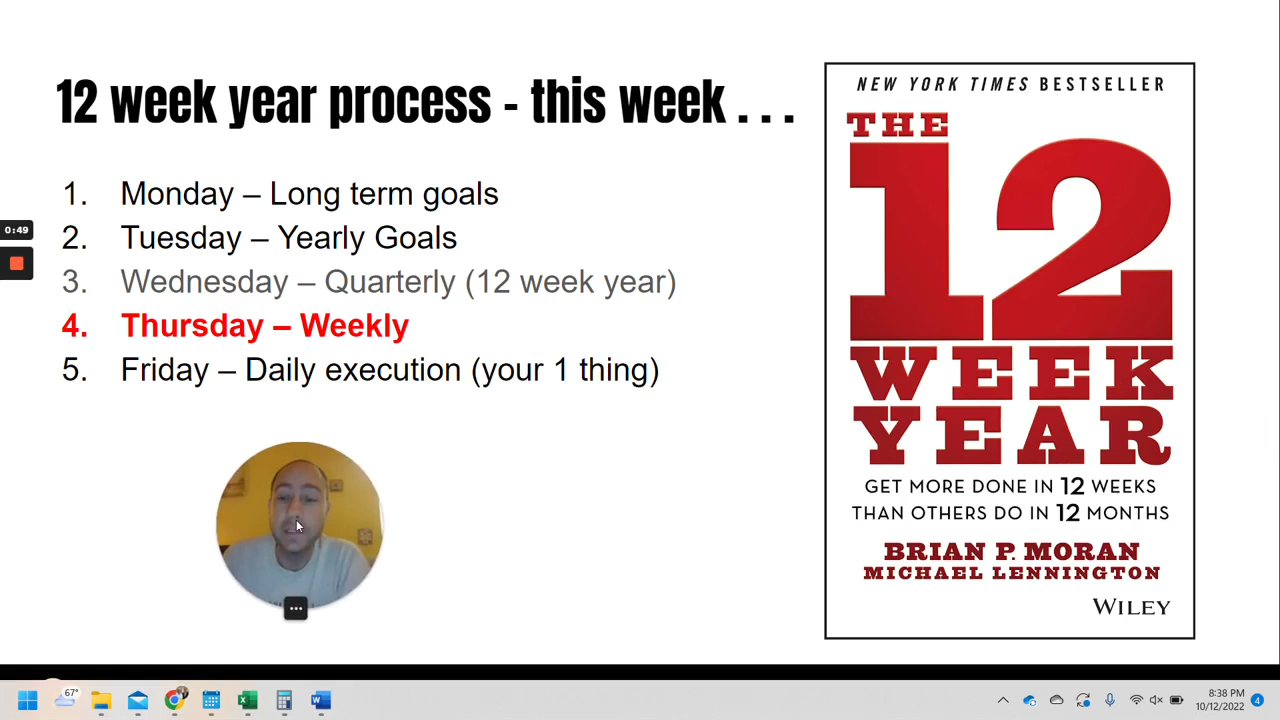 12 week year process - this week . . .
1. Monday – Long term goals
2. Tuesday – Yearly Goals
3. Wednesday – Quarterly (12 week year)
4. Thursday – Weekly
5. Friday – Daily execution (your 1 thing)
0:49
NEW YORK TIMES BESTSELLER
THE
12
WEEK
YEAR
GET MORE DONE IN 12 WEEKS
THAN OTHERS DO IN 12 MONTHS
BRIAN P. MORAN
MICHAEL LENNINGTON
WILEY
67°
8:38 PM
10/12/2022
4